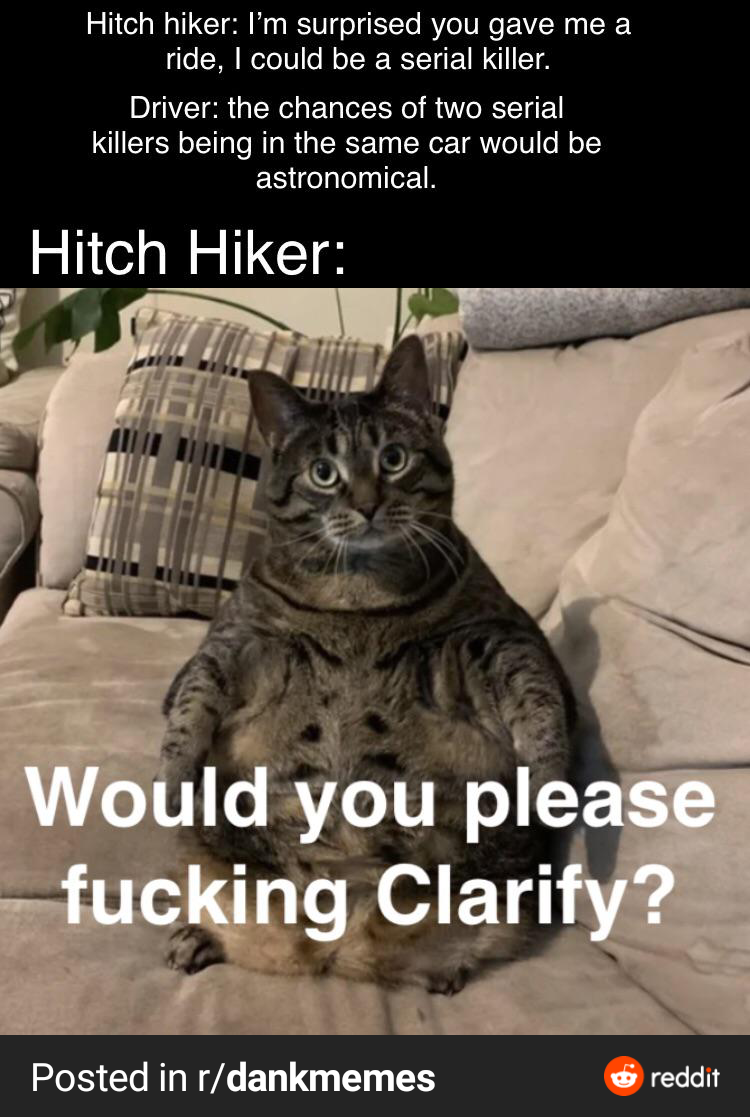 Hitch hiker: I’m surprised you gave me a
ride, I could be a serial killer.
Driver: the chances of two serial
killers being in the same car would be
astronomical.
Hitch Hiker:
Would you please
fucking Clarify?
Posted in r/dankmemes
reddit